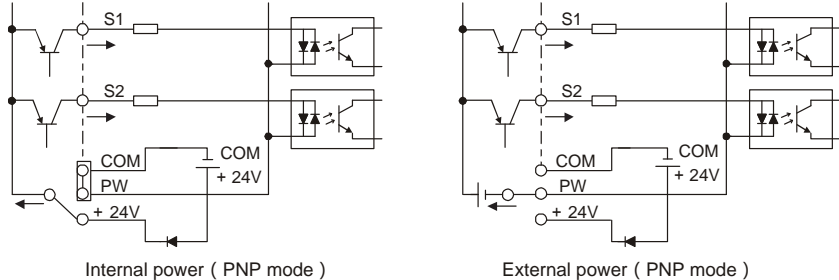 S1
S2
COM
COM
+ 24V
PW
+ 24V
Internal power ( PNP mode )
S1
S2
COM
COM
+ 24V
PW
+ 24V
External power ( PNP mode )